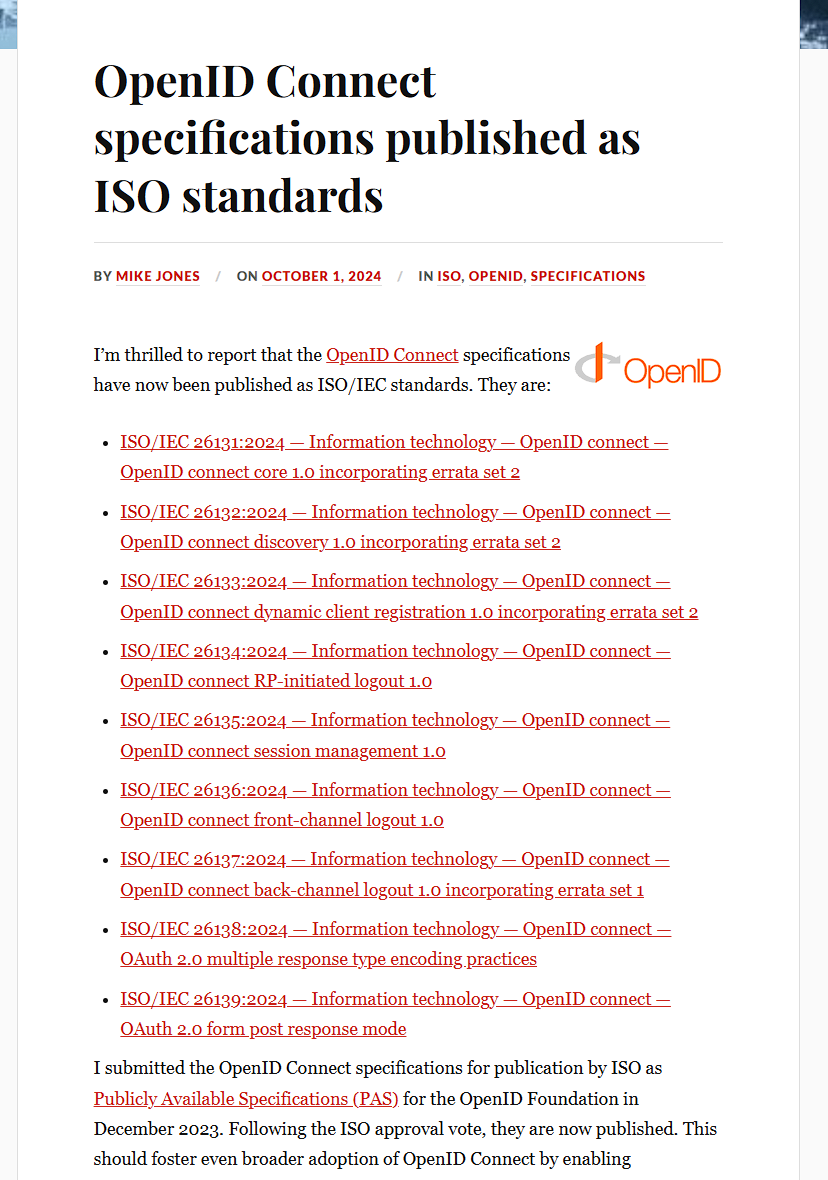 OpenID Connect
specifications published as
ISO standards
BY MIKE JONES / ON OCTOBER 1, 2024 / IN ISO, OPENID, SPECIFICATIONS
I’m thrilled to report that the OpenID Connect specifications
OpenID
have now been published as ISO/IEC standards. They are:
• ISO/IEC 26131:2024 — Information technology — OpenID connect —
OpenID connect core 1.0 incorporating errata set 2
• ISO/IEC 26132:2024 — Information technology — OpenID connect —
OpenID connect discovery 1.0 incorporating errata set 2
• ISO/IEC 26133:2024 — Information technology — OpenID connect —
OpenID connect dynamic client registration 1.0 incorporating errata set 2
• ISO/IEC 26134:2024 — Information technology — OpenID connect —
OpenID connect RP-initiated logout 1.0
• ISO/IEC 26135:2024 — Information technology — OpenID connect —
OpenID connect session management 1.0
• ISO/IEC 26136:2024 — Information technology — OpenID connect —
OpenID connect front-channel logout 1.0
• ISO/IEC 26137:2024 — Information technology — OpenID connect —
OpenID connect back-channel logout 1.0 incorporating errata set 1
• ISO/IEC 26138:2024 — Information technology — OpenID connect —
OAuth 2.0 multiple response type encoding practices
• ISO/IEC 26139:2024 — Information technology — OpenID connect —
OAuth 2.0 form post response mode
I submitted the OpenID Connect specifications for publication by ISO as
Publicly Available Specifications (PAS) for the OpenID Foundation in
December 2023. Following the ISO approval vote, they are now published. This
should foster even broader adoption of OpenID Connect by enabling